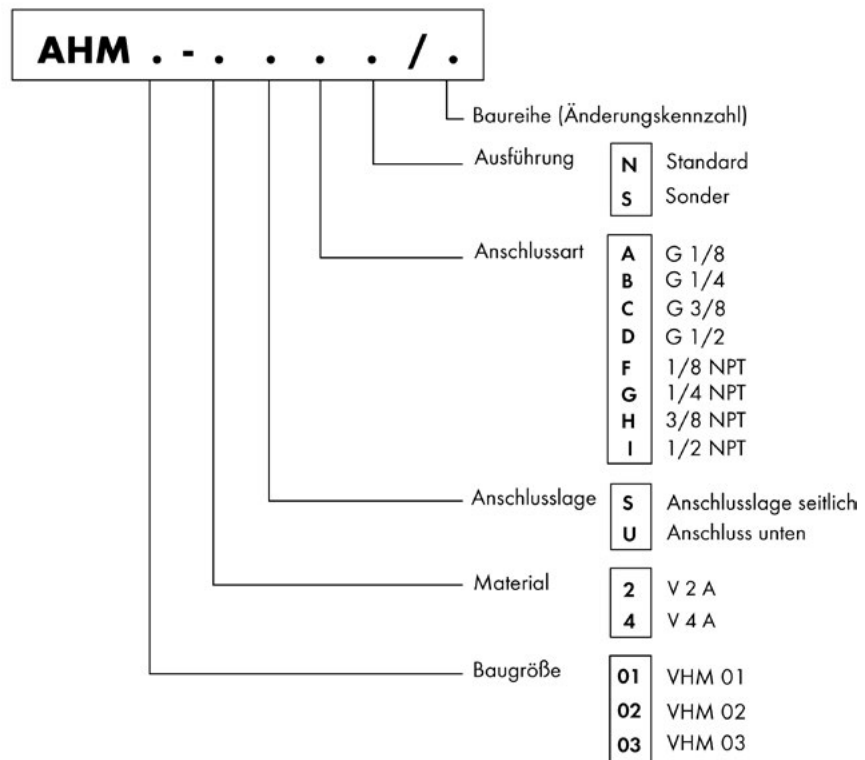 AHM . - . . . . / .
Baureihe (Änderungskennzahl)
Ausführung
N Standard
S Sonder
Anschlussart
A G 1/8
B G 1/4
C G 3/8
D G 1/2
F 1/8 NPT
G 1/4 NPT
H 3/8 NPT
I 1/2 NPT
Anschlusslage
S Anschlusslage seitlich
U Anschluss unten
Material
2 V 2 A
4 V 4 A
Baugröße
01 VHM 01
02 VHM 02
03 VHM 03